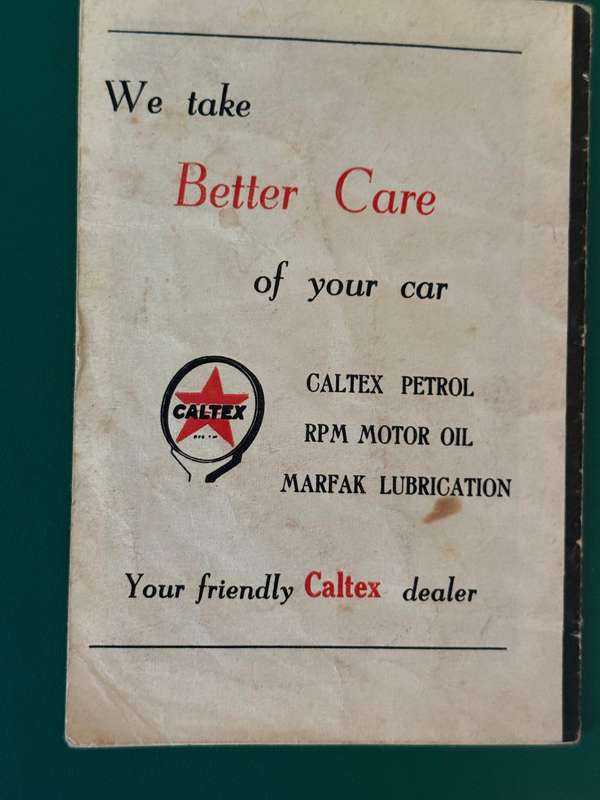 We take
Better Care
of your car
CALTEX
CALTEX PETROL
RPM MOTOR OIL
MARFAK LUBRICATION
Your friendly Caltex dealer